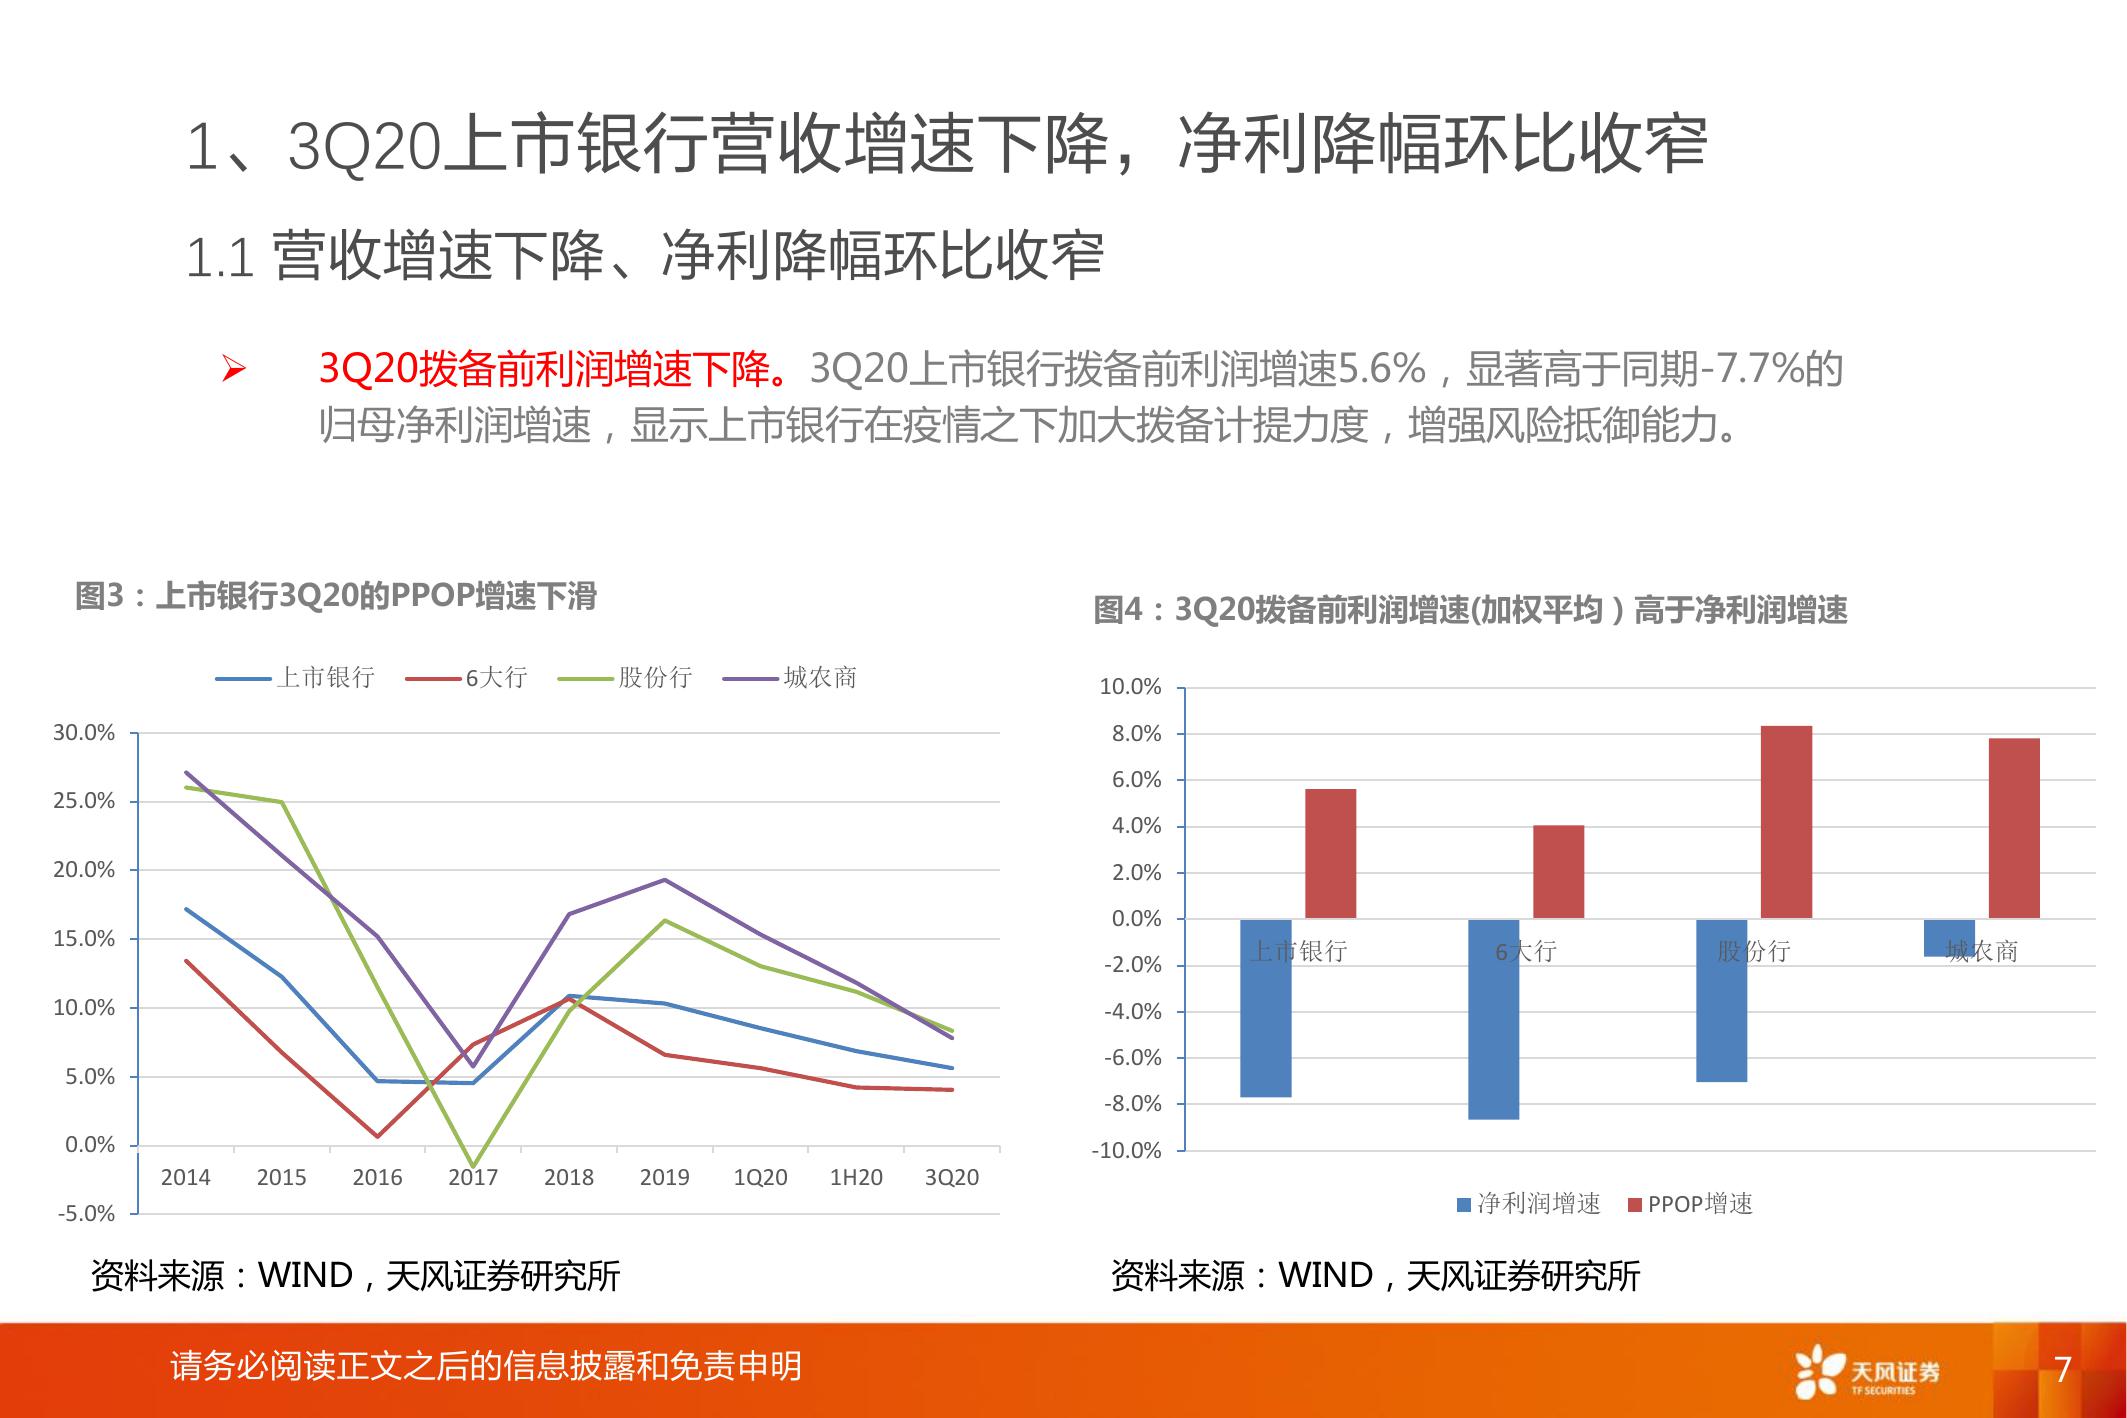 1、3Q20上市银行营收增速下降，净利降幅环比收窄
1.1 营收增速下降、净利降幅环比收窄
➢ 3Q20拨备前利润增速下降。3Q20上市银行拨备前利润增速5.6%，显著高于同期-7.7%的
归母净利润增速，显示上市银行在疫情之下加大拨备计提力度，增强风险抵御能力。
图3：上市银行3Q20的PPOP增速下滑
上市银行 6大行 股份行 城农商
30.0%
25.0%
20.0%
15.0%
10.0%
5.0%
0.0%
-5.0%
2014 2015 2016 2017 2018 2019 1Q20 1H20 3Q20
资料来源：WIND，天风证券研究所
图4：3Q20拨备前利润增速(加权平均）高于净利润增速
10.0%
8.0%
6.0%
4.0%
2.0%
0.0%
-2.0%
-4.0%
-6.0%
-8.0%
-10.0%
上市银行 6大行 股份行 城农商
净利润增速 PPOP增速
资料来源：WIND，天风证券研究所
请务必阅读正文之后的信息披露和免责申明
天风证券
TF SECURITIES
7